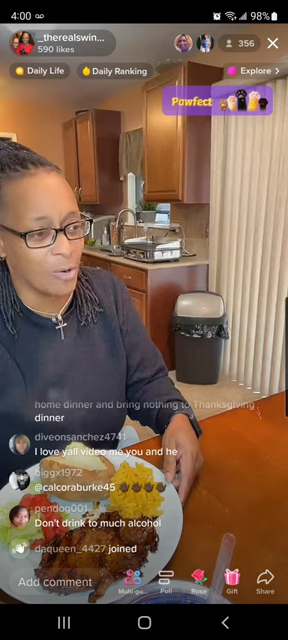 4:00
98%
_therealswin...
590 likes
356
Daily Life
Daily Ranking
Explore >
Pawfect
home dinner and bring nothing to Thanksgiving
dinner
diveonsanchez4741
I love yall video me you and he
biggx1972
@calcoraburke45
pendog001
Don't drink to much alcohol
daqueen_4427 joined
Add comment
Multi-gu...
Poll
Rose
Gift
Share